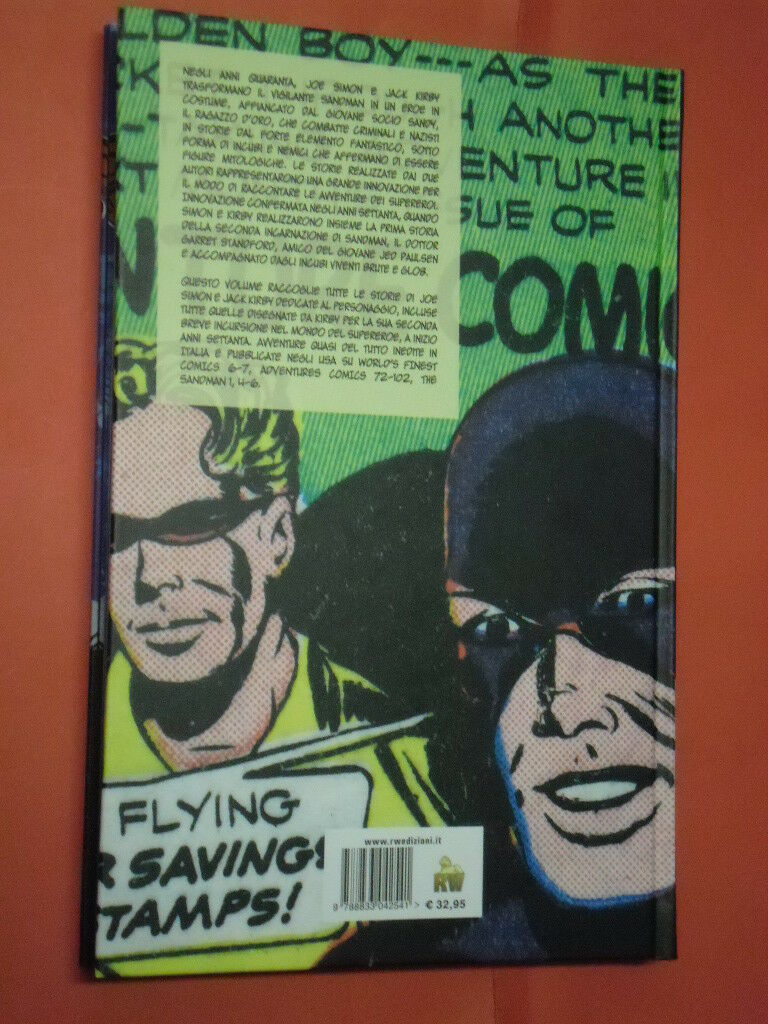 LDEN BOY---AS THE
CK
H ANOTHE
ENTURE
SUE OF
COMIC
NEGLI ANNI QUARANTA, JOE SIMON E JACK KIRBY
TRASFORMANO IL VIGILANTE SANDMAN IN UN EROE IN
COSTUME, AFFIANCATO DAL GIOVANE SOCIO SANDY,
IL RAGAZZO D'ORO, CHE COMBATTE CRIMINALI E NAZISTI
IN STORIE DAL FORTE ELEMENTO FANTASTICO, SOTTO
FORMA DI INCUBI E NEMICI CHE AFFERMANO DI ESSERE
FIGURE MITOLOGICHE. LE STORIE REALIZZATE DAI DUE
AUTORI RAPPRESENTARONO UNA GRANDE INNOVAZIONE PER
IL MODO DI RACCONTARE LE AVVENTURE DEI SUPEREROI.
INNOVAZIONE CONFERMATA NEGLI ANNI SETTANTA, QUANDO
SIMON E KIRBY REALIZZARONO INSIEME LA PRIMA STORIA
DELLA SECONDA INCARNAZIONE DI SANDMAN, IL DOTTOR
GARRET STANDFORD, AMICO DEL GIOVANE JED PAULSEN
E ACCOMPAGNATO DAGLI INCUBI VIVENTI BRUTE E GLOB.
QUESTO VOLUME RACCOGLIE TUTTE LE STORIE DI JOE
SIMON E JACK KIRBY DEDICATE AL PERSONAGGIO, INCLUSE
TUTTE QUELLE DISEGNATE DA KIRBY PER LA SUA SECONDA
BREVE INCURSIONE NEL MONDO DEL SUPEREROE, A INIZIO
ANNI SETTANTA. AVVENTURE QUASI DEL TUTTO INEDITE IN
ITALIA E PUBBLICATE NEGLI USA SU WORLD'S FINEST
COMICS 6-7, ADVENTURES COMICS 72-102, THE
SANDMAN 1, 4-6.
FLYING
R SAVINGS
TAMPS!
www.rwedizioni.it
RW
9 788833 042541 >
€ 32,95